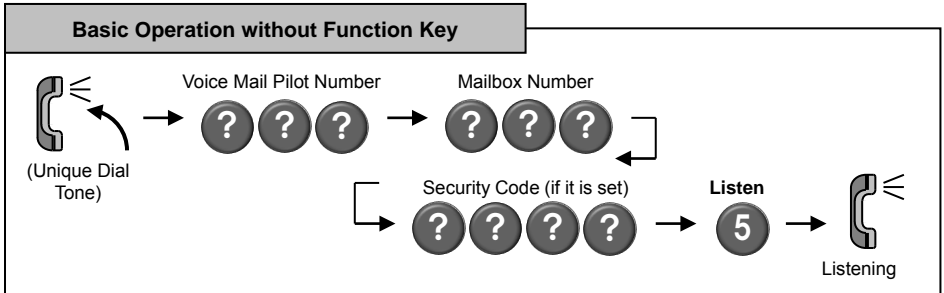 Basic Operation without Function Key
Voice Mail Pilot Number
Mailbox Number
? ? ?
? ? ?
(Unique Dial
Tone)
Security Code (if it is set)
Listen
? ? ? ?
5
Listening